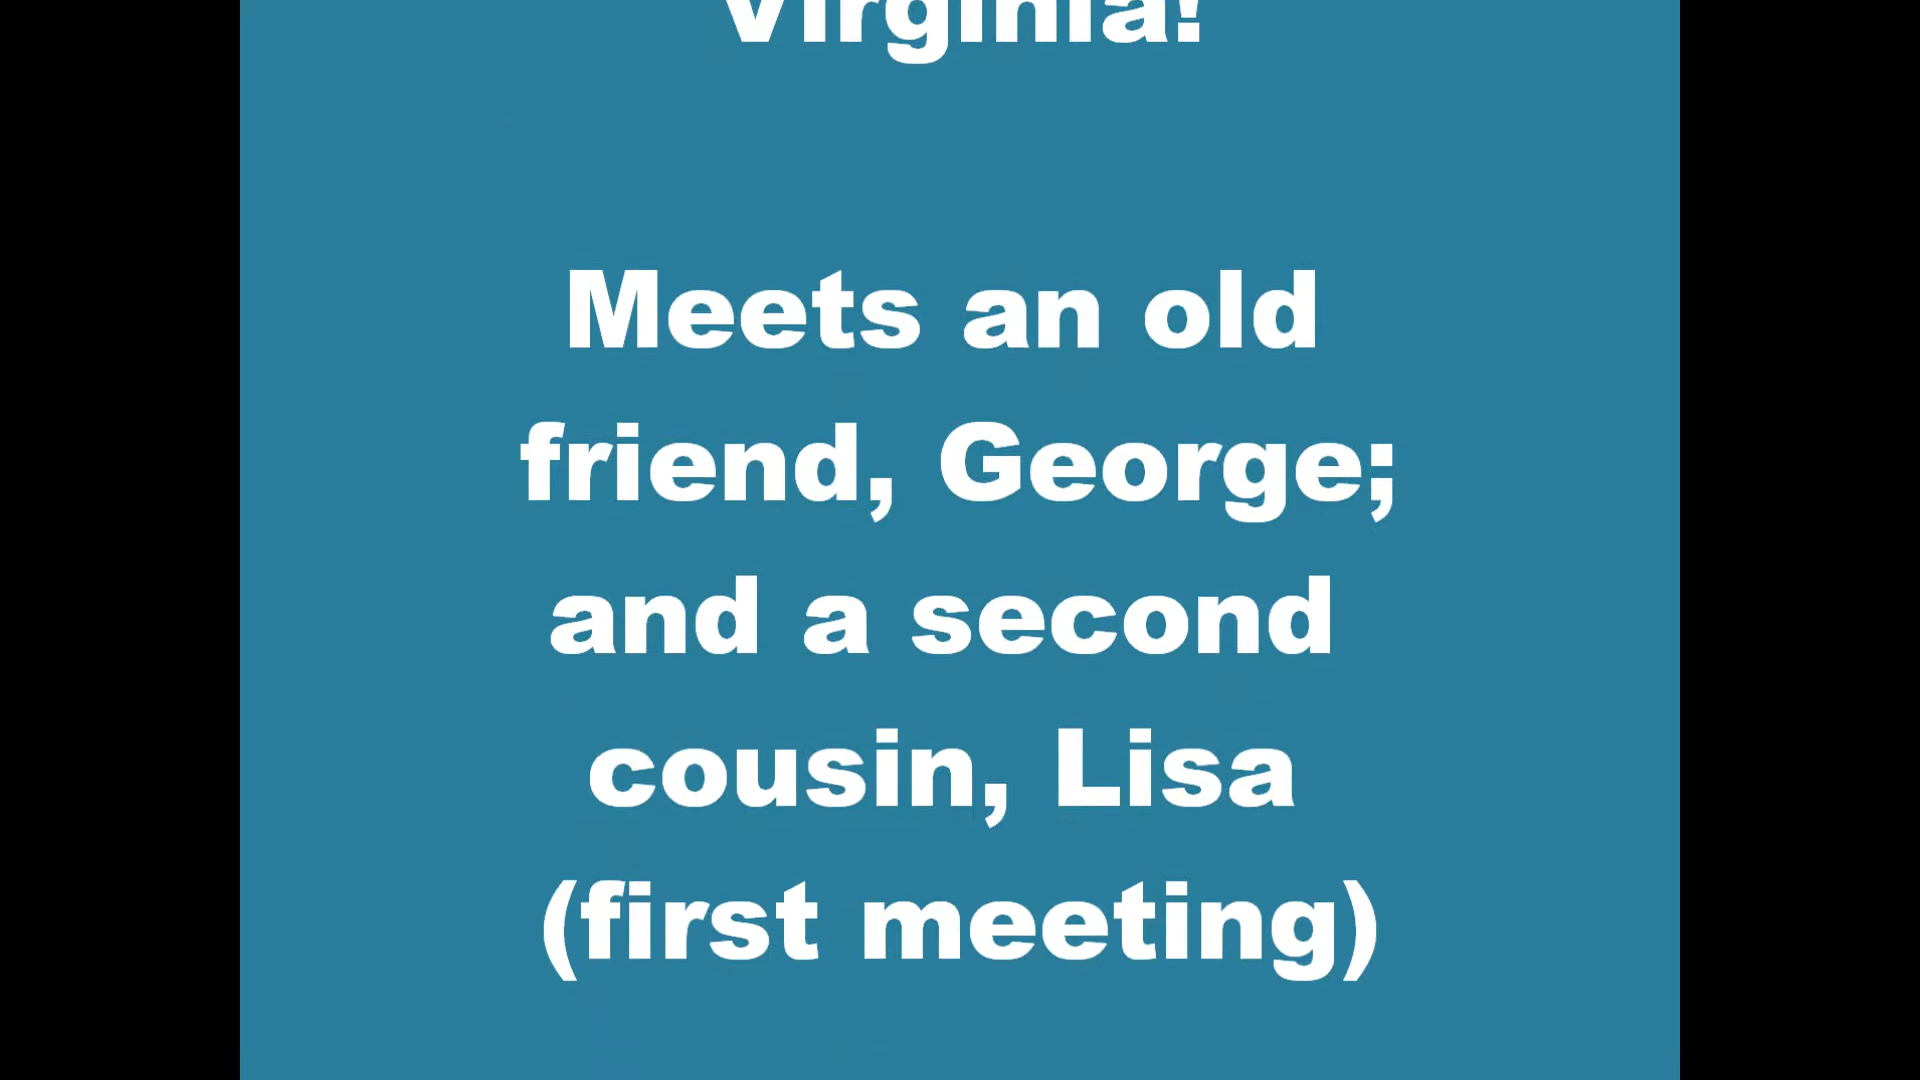 Virginia!
Meets an old
friend, George;
and a second
cousin, Lisa
(first meeting)